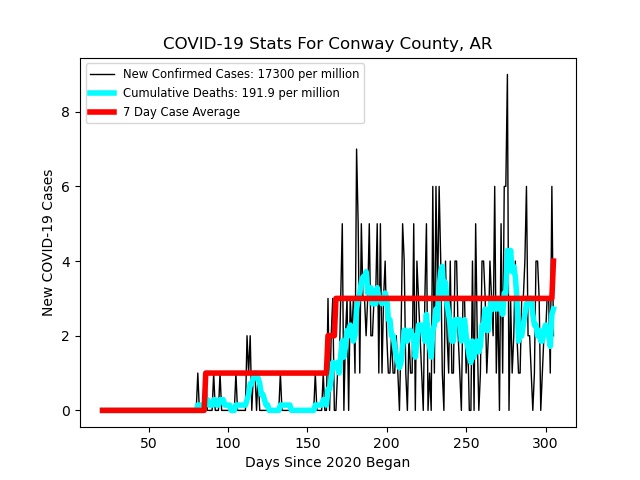 COVID-19 Stats For Conway County, AR
New Confirmed Cases: 17300 per million
Cumulative Deaths: 191.9 per million
7 Day Case Average
New COVID-19 Cases
8
6
4
2
0
50 100 150 200 250 300
Days Since 2020 Began